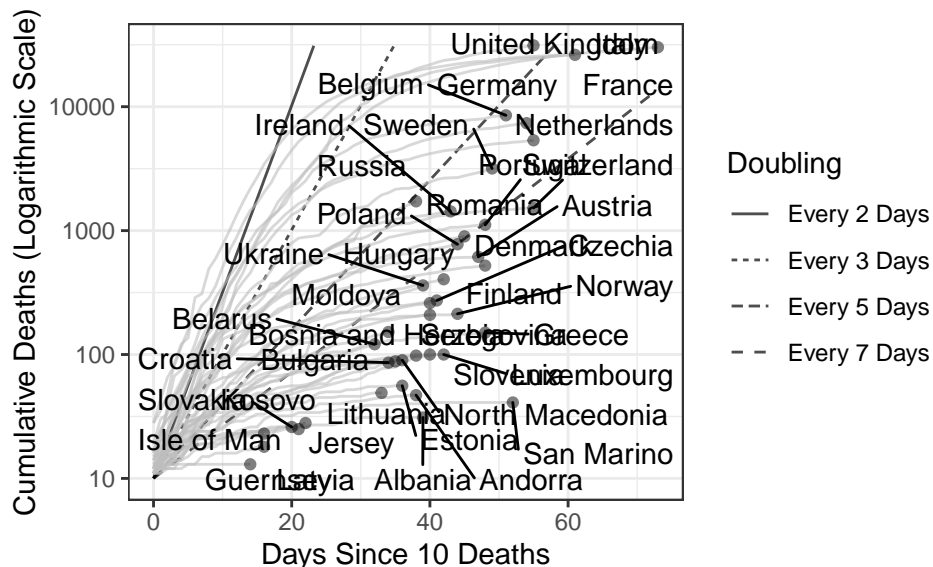 United Kingdom
Italy
Belgium
Germany
France
10000
Ireland
Sweden
Netherlands
Russia
Portugal
Switzerland
Doubling
Poland
Romania
Austria
Every 2 Days
1000
Ukraine
Hungary
Denmark
Czechia
Every 3 Days
Moldova
Finland
Norway
Every 5 Days
Belarus
Bosnia and Herzegovina
Serbia
Greece
100
Croatia
Bulgaria
Every 7 Days
Slovenia
Luxembourg
Slovakia
Kosovo
Lithuania
North Macedonia
Isle of Man
Jersey
Estonia
San Marino
10
Guernsey
Latvia
Albania
Andorra
0
20
40
60
Days Since 10 Deaths
Cumulative Deaths (Logarithmic Scale)